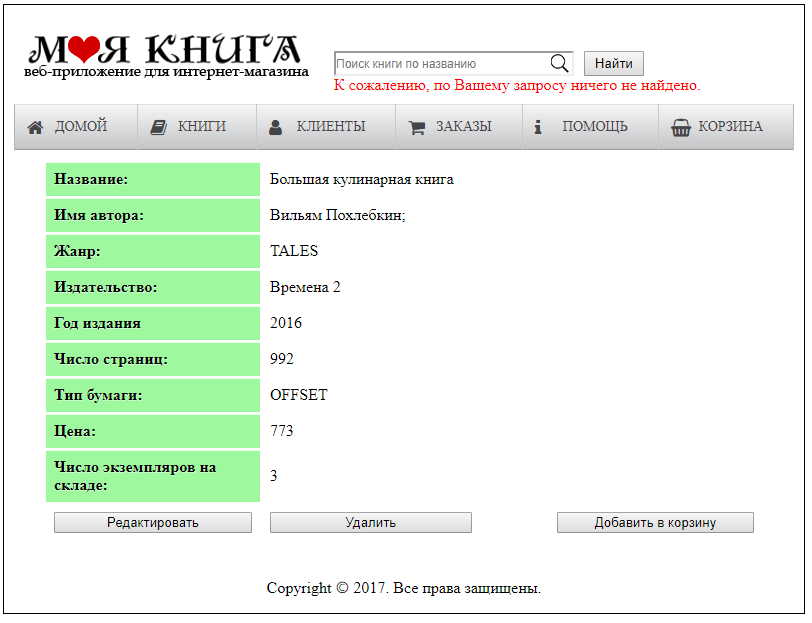 МОЯ КНИГА
веб-приложение для интернет-магазина
Поиск книги по названию
Найти
К сожалению, по Вашему запросу ничего не найдено.
ДОМОЙ
КНИГИ
КЛИЕНТЫ
ЗАКАЗЫ
ПОМОЩЬ
КОРЗИНА
Название: Большая кулинарная книга
Имя автора: Вильям Похлебкин;
Жанр: TALES
Издательство: Времена 2
Год издания 2016
Число страниц: 992
Тип бумаги: OFFSET
Цена: 773
Число экземпляров на
складе: 3
Редактировать
Удалить
Добавить в корзину
Copyright © 2017. Все права защищены.